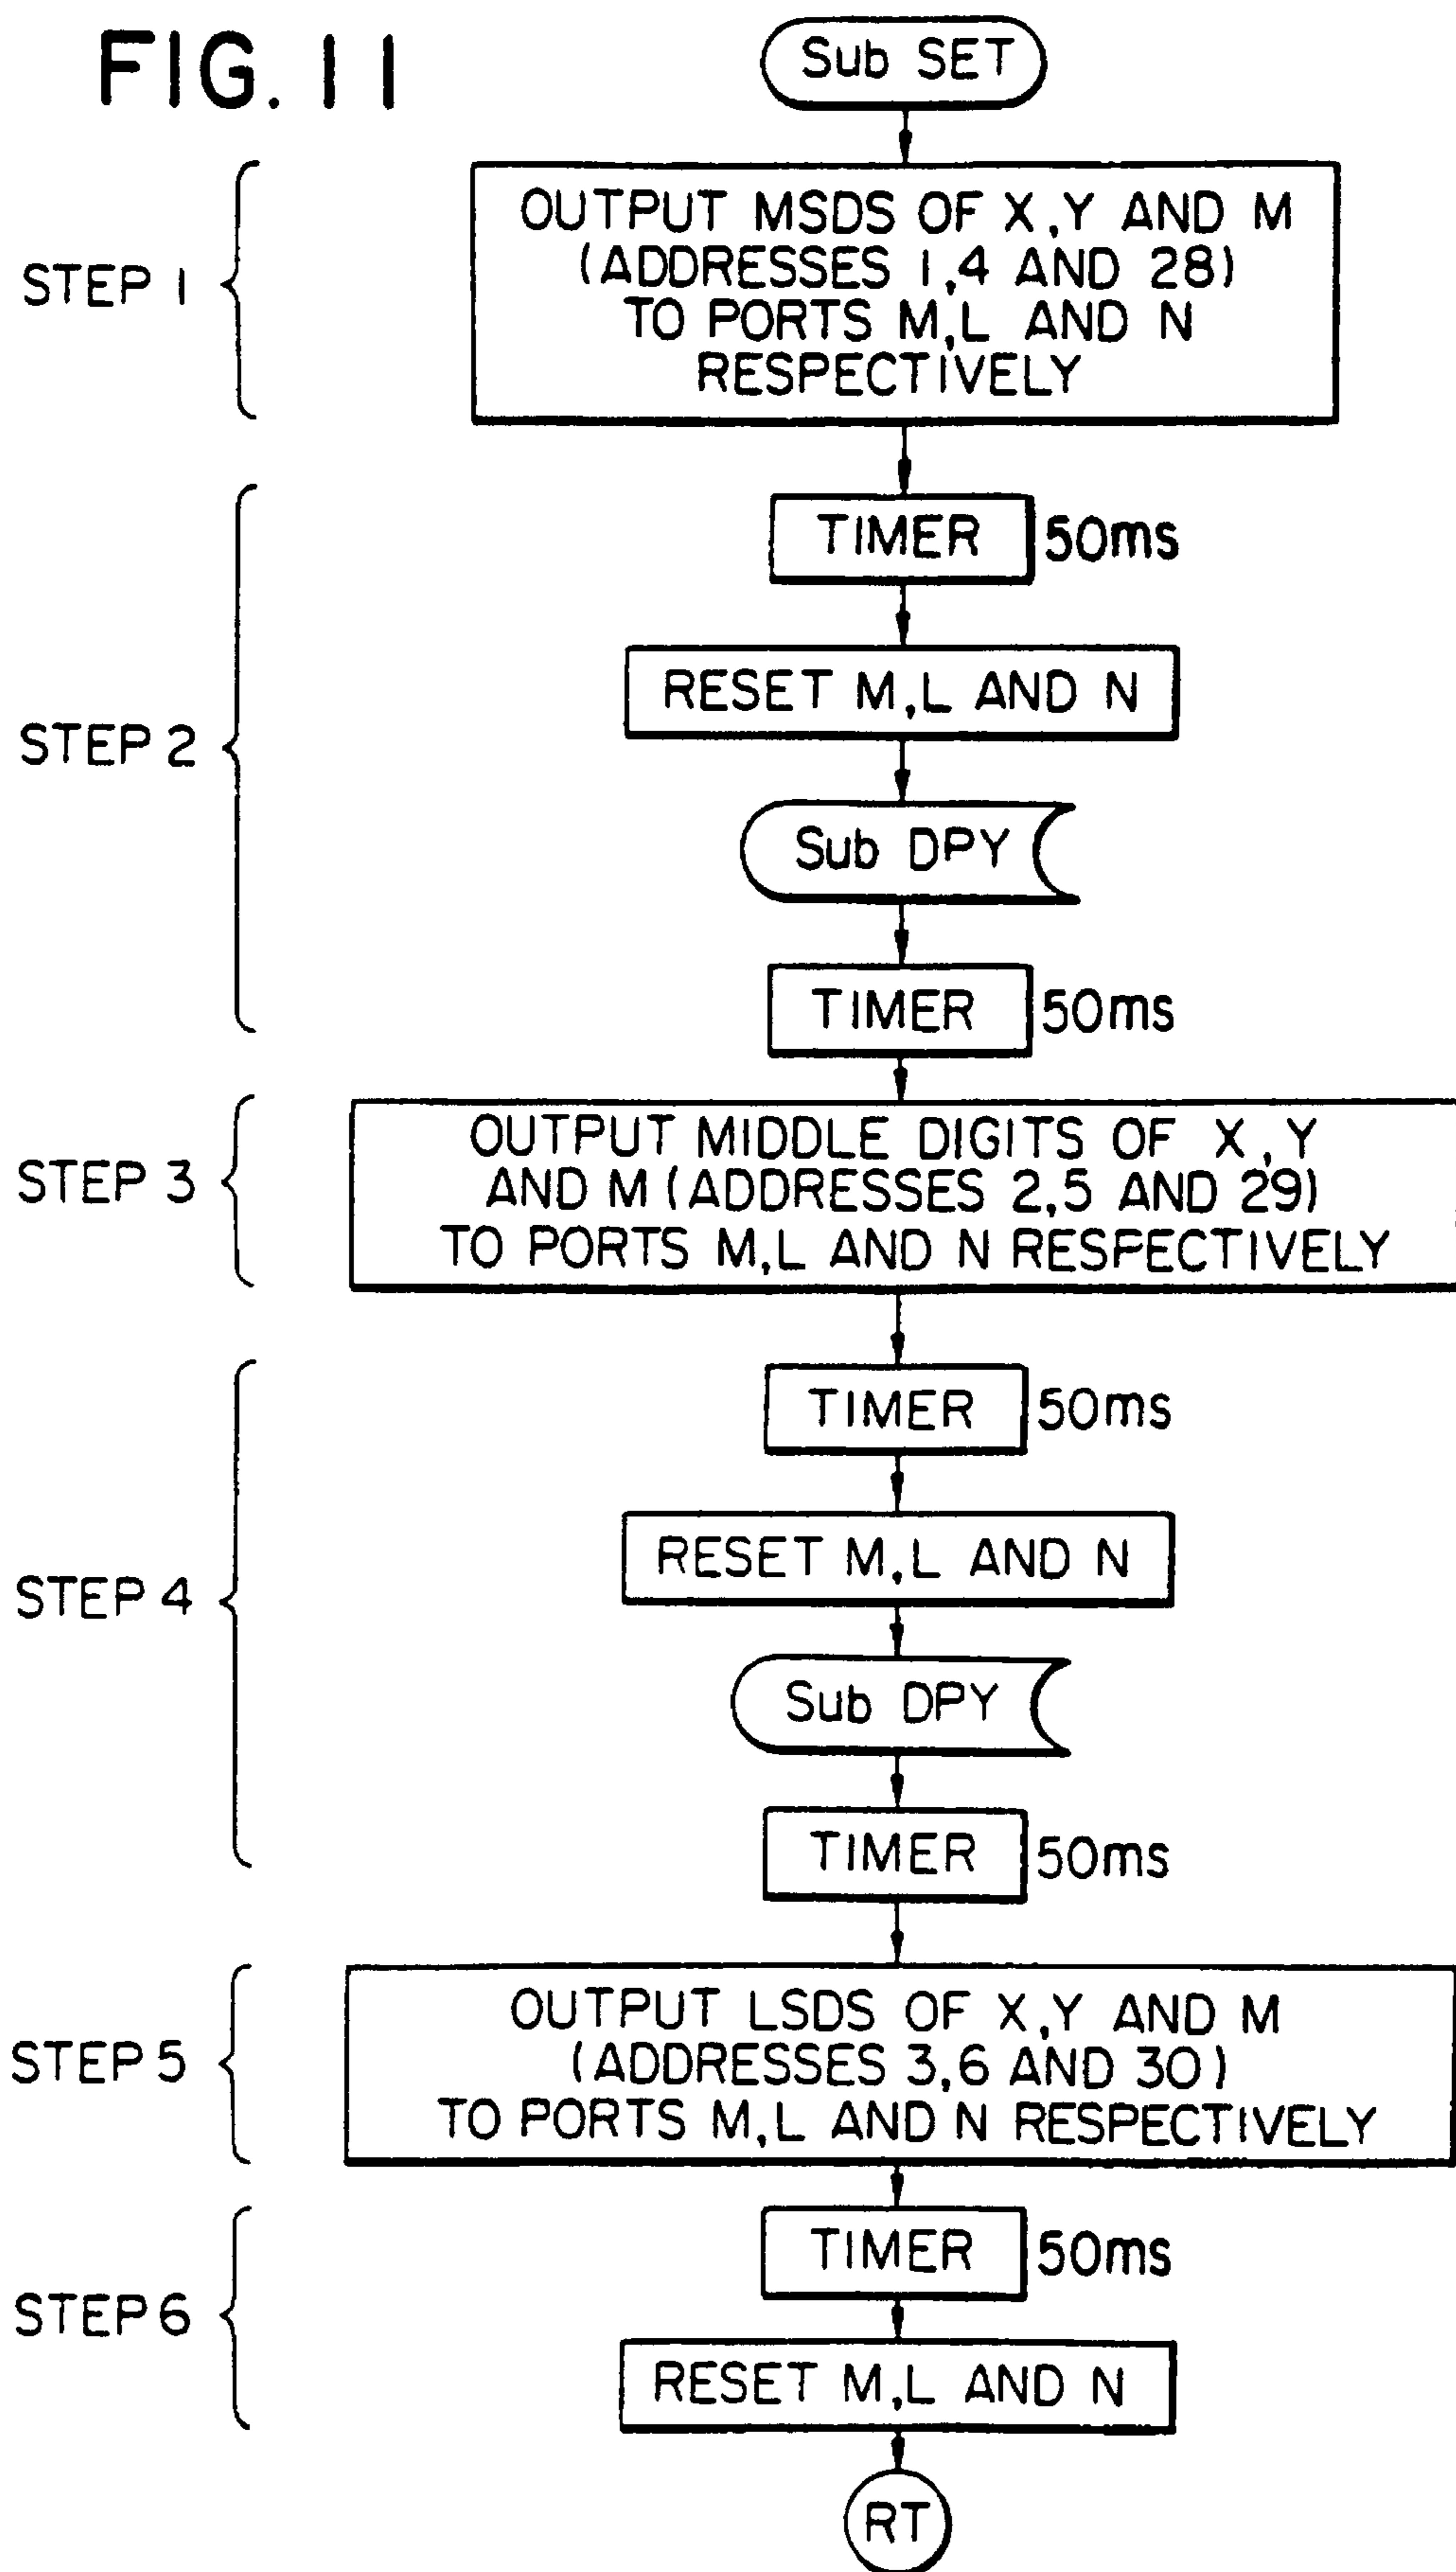 FIG. 11
Sub SET
STEP 1
OUTPUT MSDS OF X,Y AND M
(ADDRESSES 1,4 AND 28)
TO PORTS M,L AND N
RESPECTIVELY
STEP 2
TIMER 50ms
RESET M,L AND N
Sub DPY
TIMER 50ms
STEP 3
OUTPUT MIDDLE DIGITS OF X,Y
AND M (ADDRESSES 2,5 AND 29)
TO PORTS M,L AND N RESPECTIVELY
STEP 4
TIMER 50ms
RESET M,L AND N
Sub DPY
TIMER 50ms
STEP 5
OUTPUT LSDS OF X,Y AND M
(ADDRESSES 3,6 AND 30)
TO PORTS M,L AND N RESPECTIVELY
STEP 6
TIMER 50ms
RESET M,L AND N
RT